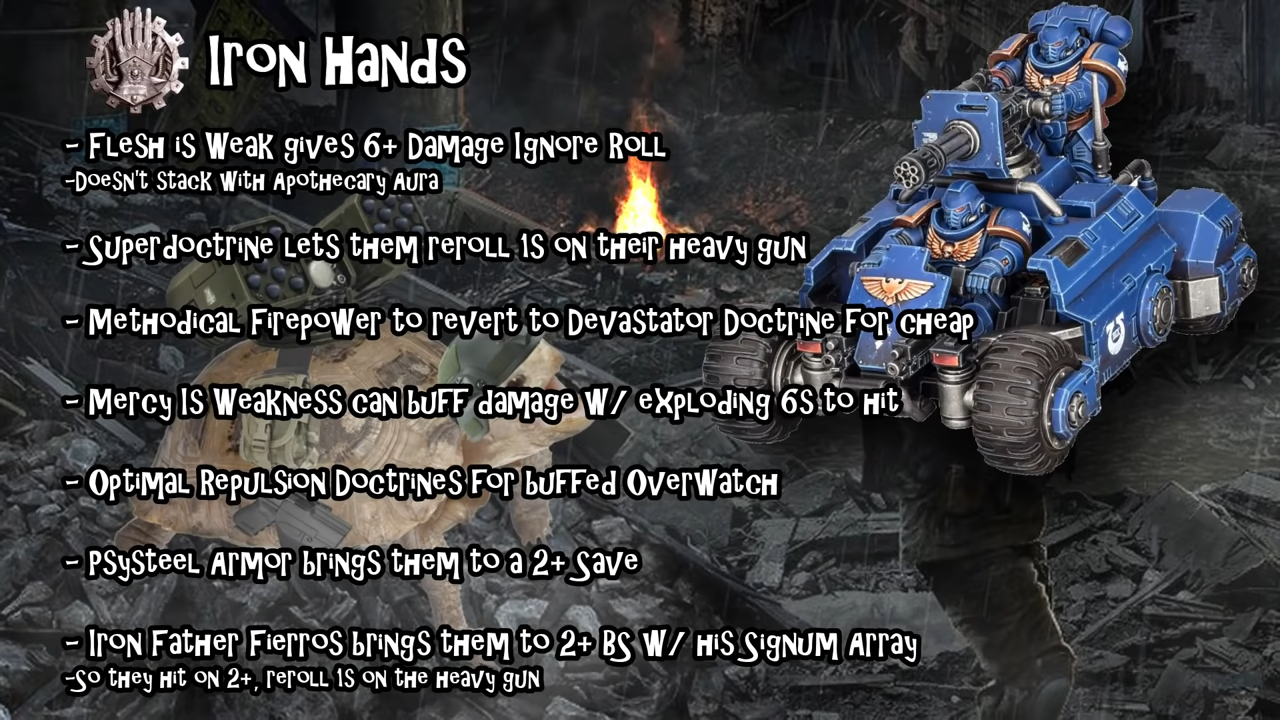 Iron Hands
- Flesh is Weak gives 6+ Damage Ignore Roll
-Doesn't Stack With Apothecary Aura
- Superdoctrine lets them reroll 1s on their heavy gun
- Methodical Firepower to revert to Devastator Doctrine For cheap
- Mercy Is Weakness can buff damage w/ exploding 6s to hit
- Optimal Repulsion Doctrines For buffed Overwatch
- Psysteel Armor brings them to a 2+ Save
- Iron Father Fierros brings them to 2+ BS w/ his Signum Array
-So they hit on 2+, reroll 1s on the heavy gun